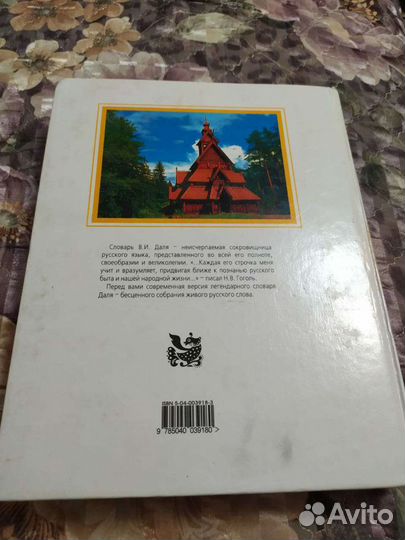 Словарь В.И. Даля – неисчерпаемая сокровищница
русского языка, представленного во всей его полноте,
своеобразии и великолепии. «...Каждая его строчка меня
учит и вразумляет, придвигая ближе к познанью русского
быта и нашей народной жизни...» – писал Н.В. Гоголь.
Перед вами современная версия легендарного словаря
Даля – бесценного собрания живого русского слова.
ISBN 5-04-003918-3
9 785040 039180 >
Avito